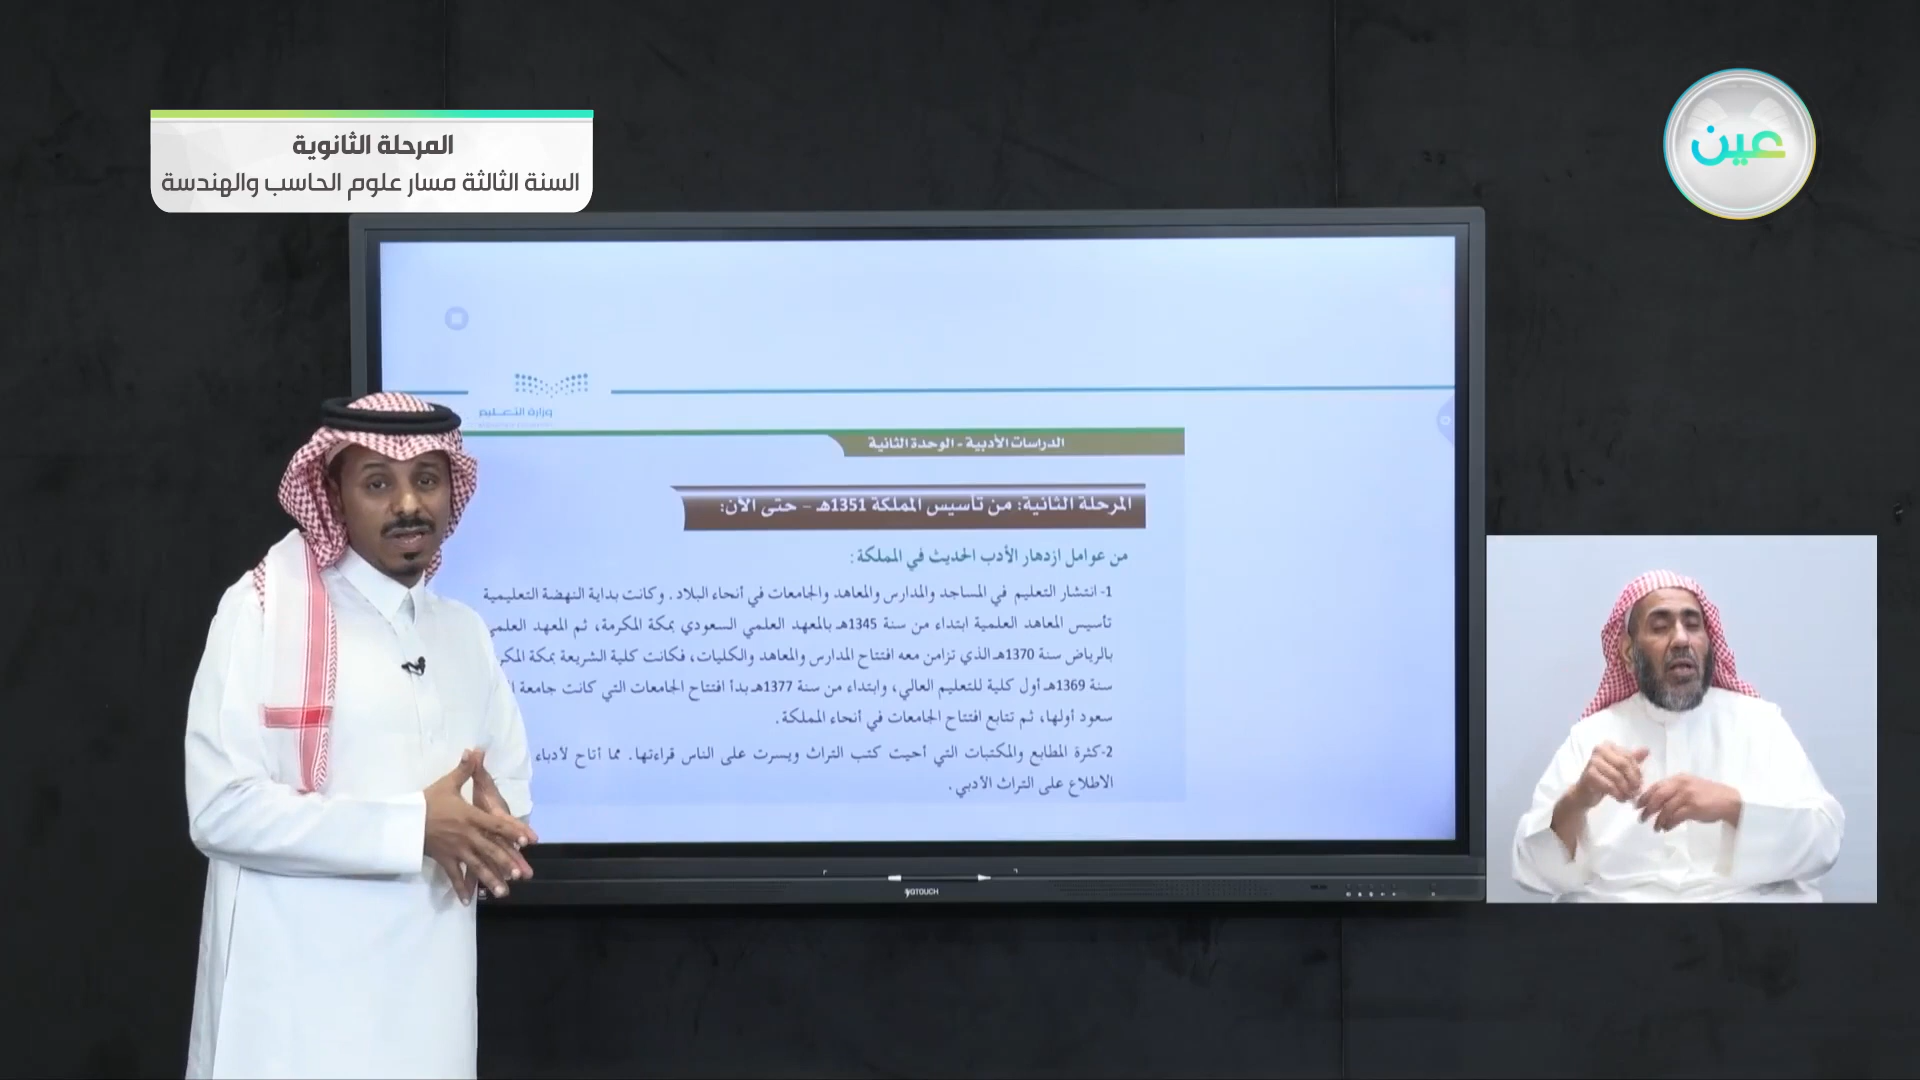 المرحلة الثانوية
السنة الثالثة مسار علوم الحاسب والهندسة
عين
وزارة التعليم
الدراسات الأدبية - الوحدة الثانية
المرحلة الثانية: من تأسيس المملكة 1351هـ - حتى الآن:
من عوامل ازدهار الأدب الحديث في المملكة:
1- انتشار التعليم في المساجد والمدارس والمعاهد والجامعات في أنحاء البلاد. وكانت بداية النهضة التعليمية
تأسيس المعاهد العلمية ابتداء من سنة 1345هـ بالمعهد العلمي السعودي بمكة المكرمة، ثم المعهد العلمي
بالرياض سنة 1370هـ الذي تزامن معه افتتاح المدارس والمعاهد والكليات، فكانت كلية الشريعة بمكة
سنة 1369هـ أول كلية للتعليم العالي، وابتداء من سنة 1377هـ بدأ افتتاح الجامعات التي كانت جامعة
سعود أولها، ثم تتابع افتتاح الجامعات في أنحاء المملكة.
2- كثرة المطابع والمكتبات التي أحيت كتب التراث ويسرت على الناس قراءتها. مما أتاح لأدباء
الاطلاع على التراث الأدبي.
TOUCH